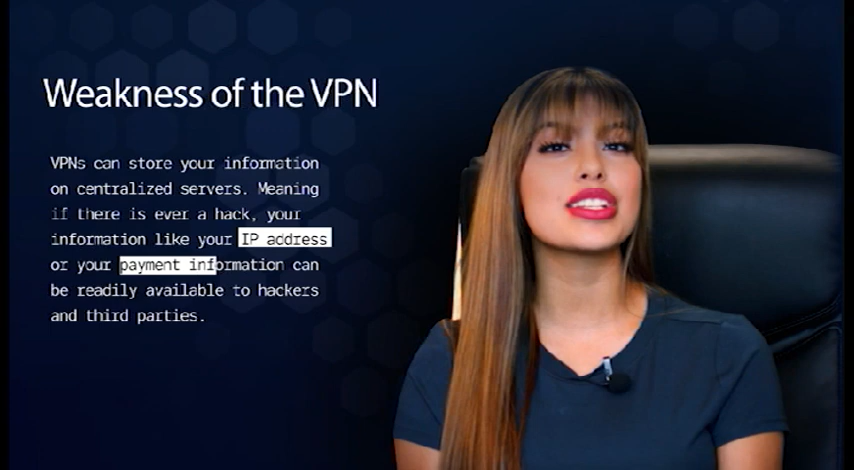 Weakness of the VPN
VPNs can store your information
on centralized servers. Meaning
if there is ever a hack, your
information like your IP address
or your payment information can
be readily available to hackers
and third parties.